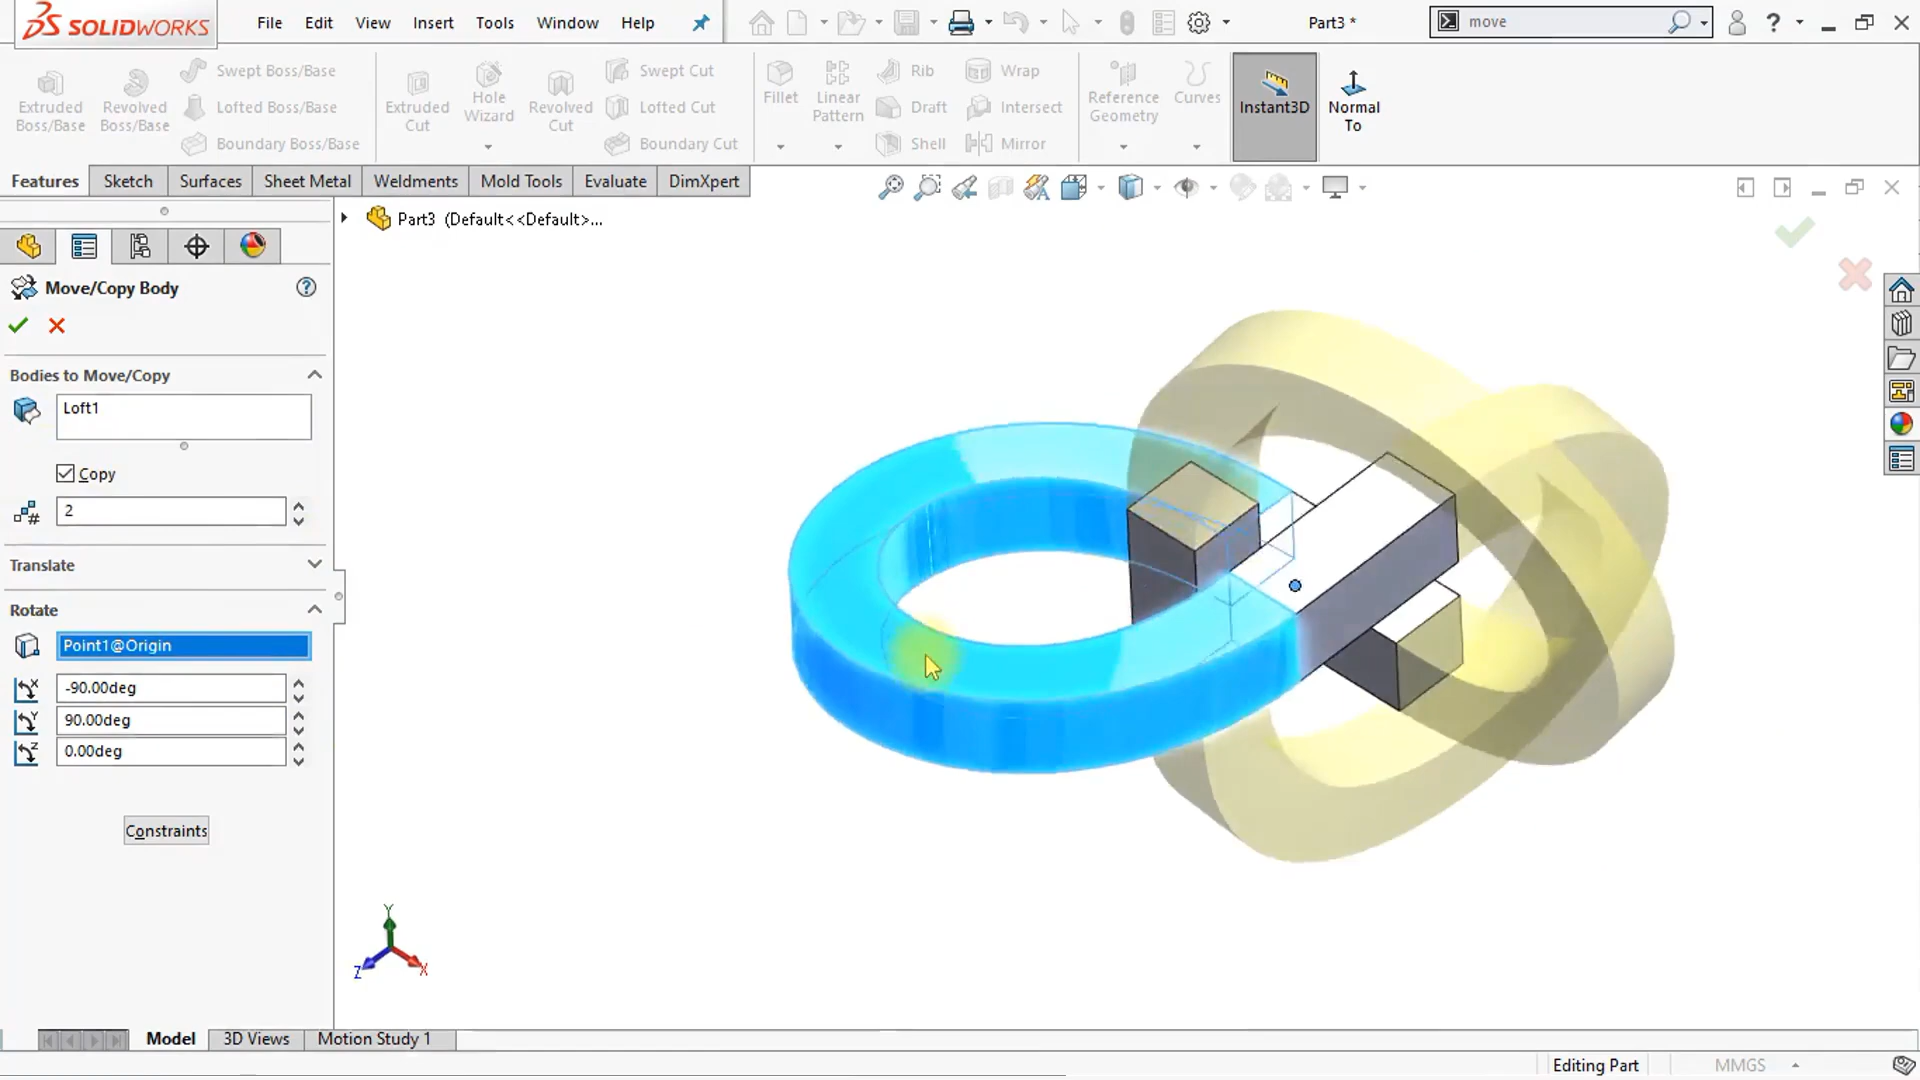 SOLIDWORKS File Edit View Insert Tools Window Help Part3 * move
Extruded Boss/Base
Revolved Boss/Base
Swept Boss/Base
Lofted Boss/Base
Boundary Boss/Base
Extruded Cut
Hole Wizard
Revolved Cut
Swept Cut
Lofted Cut
Boundary Cut
Fillet
Linear Pattern
Rib
Draft
Shell
Wrap
Intersect
Mirror
Reference Geometry
Curves
Instant3D
Normal To
Features Sketch Surfaces Sheet Metal Weldments Mold Tools Evaluate DimXpert
Part3 (Default<<Default>...
Move/Copy Body
Bodies to Move/Copy
Loft1
Copy
2
Translate
Rotate
Point1@Origin
-90.00deg
90.00deg
0.00deg
Constraints
Y
Z X
Model 3D Views Motion Study 1
Editing Part MMGS